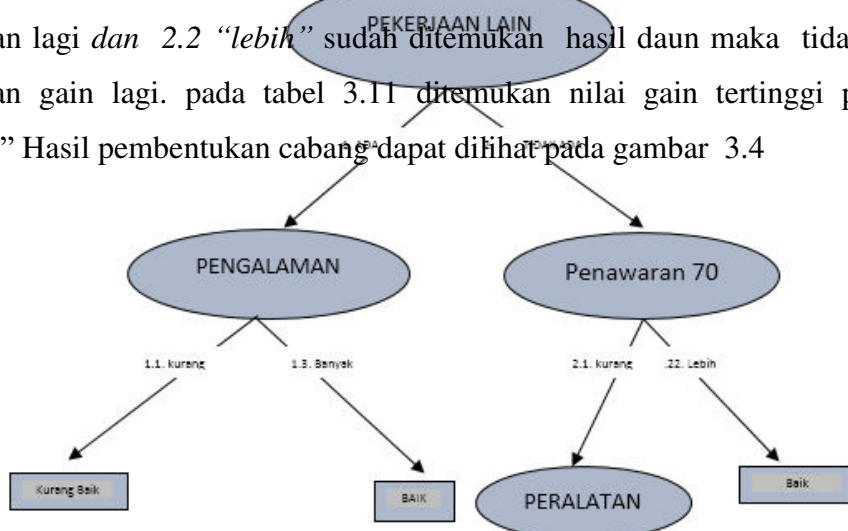 PEKERJAAN LAIN
an lagi dan 2.2 “lebih” sudah ditemukan hasil daun maka tida
an gain lagi. pada tabel 3.11 ditemukan nilai gain tertinggi p
” Hasil pembentukan cabang dapat dilihat pada gambar 3.4
PENGALAMAN
Penawaran 70
1.1. kurang
1.3. Banyak
2.1. kurang
.22. Lebih
Kurang Baik
BAIK
PERALATAN
Baik